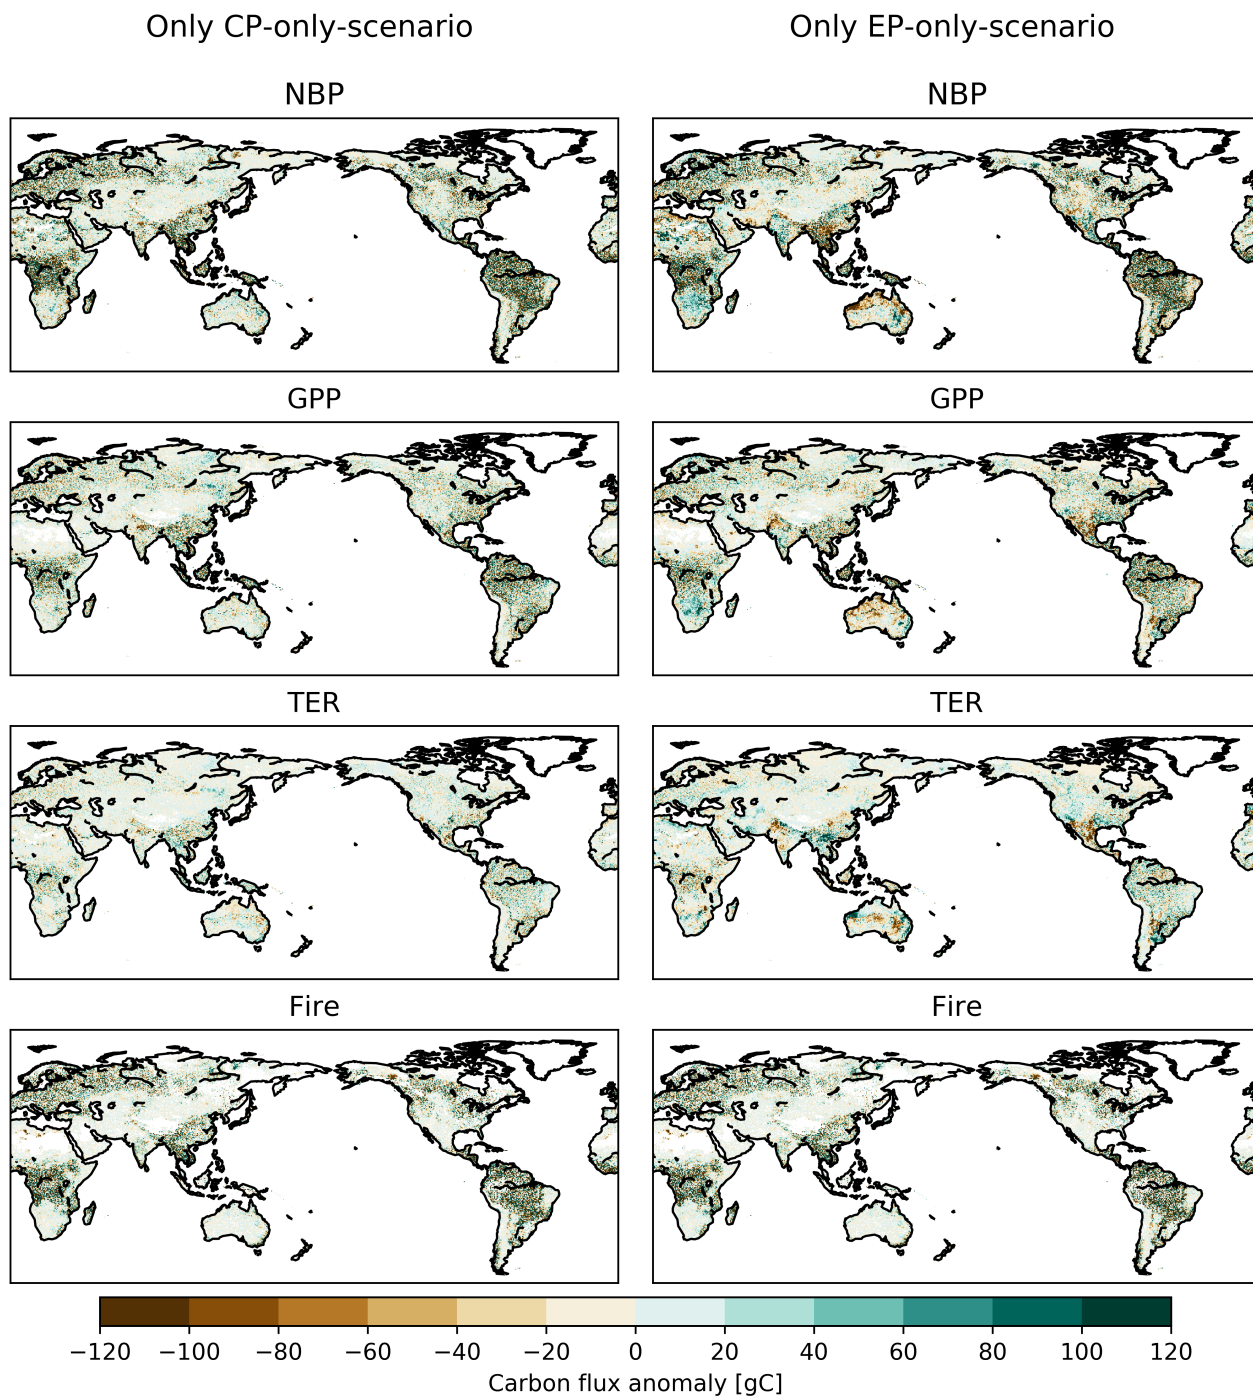 Only CP-only-scenario
Only EP-only-scenario
NBP
NBP
GPP
GPP
TER
TER
Fire
Fire
−120 −100 −80 −60 −40 −20 0 20 40 60 80 100 120
Carbon flux anomaly [gC]